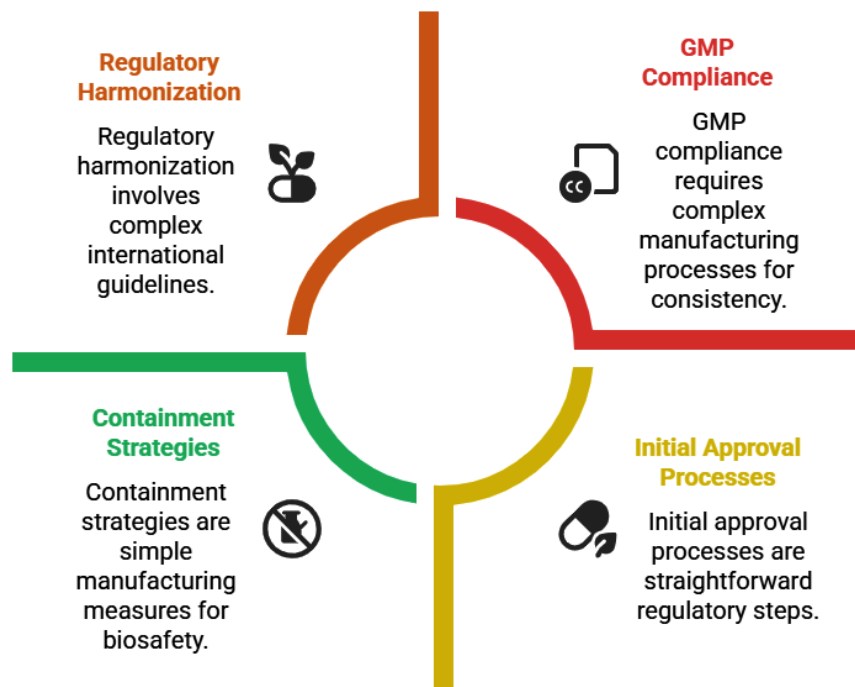 Regulatory
Harmonization
Regulatory
harmonization
involves
complex
international
guidelines.
GMP
Compliance
GMP
compliance
requires
complex
manufacturing
processes for
consistency.
cc
Containment
Strategies
Containment
strategies are
simple
manufacturing
measures for
biosafety.
Initial Approval
Processes
Initial approval
processes are
straightforward
regulatory steps.